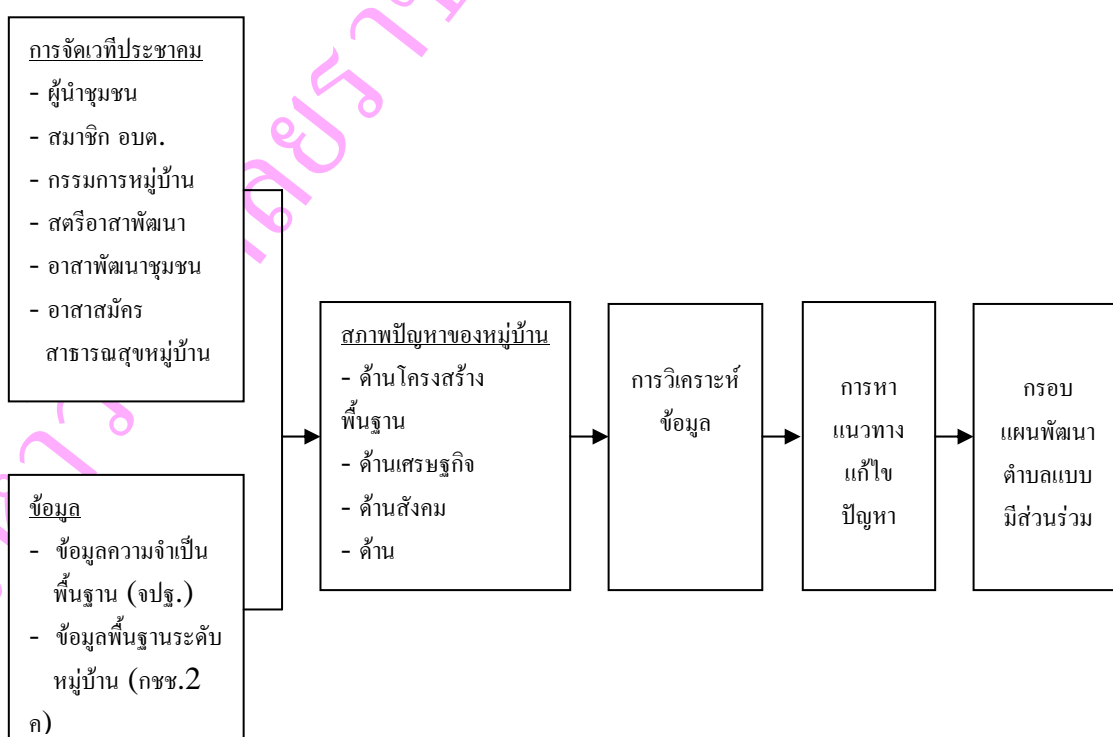 การจัดเวทีประชาคม
- ผู้นำชุมชน
- สมาชิก อบต.
- กรรมการหมู่บ้าน
- สตรีอาสาพัฒนา
- อาสาพัฒนาชุมชน
- อาสาสมัคร
สาธารณสุขหมู่บ้าน
ข้อมูล
- ข้อมูลความจำเป็น
พื้นฐาน (จปฐ.)
- ข้อมูลพื้นฐานระดับ
หมู่บ้าน (กชช.2
ค)
สภาพปัญหาของหมู่บ้าน
- ด้านโครงสร้าง
พื้นฐาน
- ด้านเศรษฐกิจ
- ด้านสังคม
- ด้าน
การวิเคราะห์
ข้อมูล
การหา
แนวทาง
แก้ไข
ปัญหา
กรอบ
แผนพัฒนา
ตำบลแบบ
มีส่วนร่วม